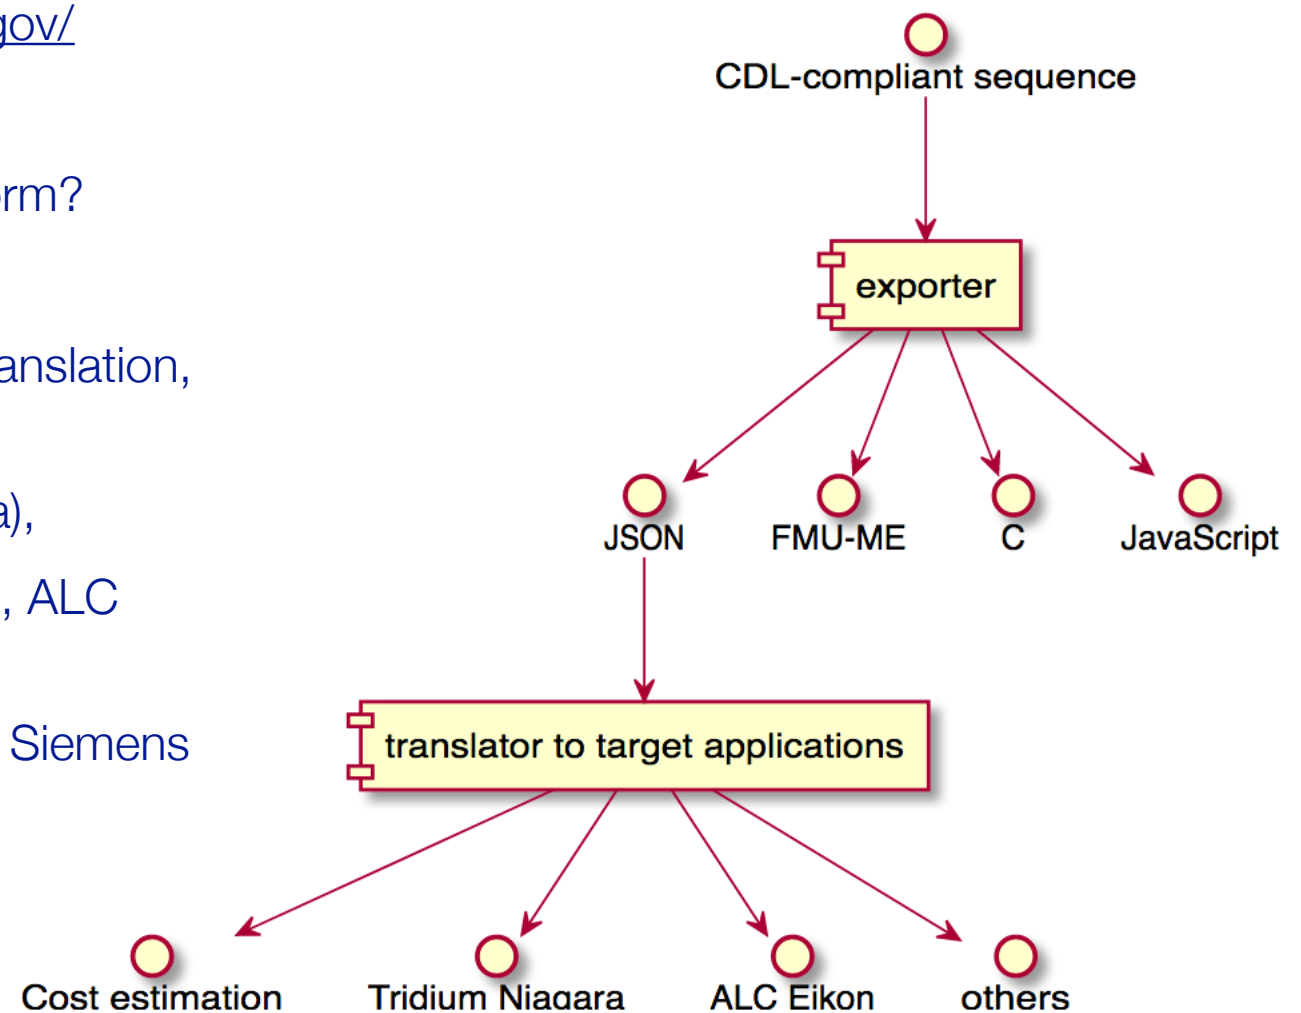 gov/
CDL-compliant sequence
orm?
exporter
anslation,
a),
JSON FMU-ME C JavaScript
, ALC
Siemens
translator to target applications
Cost estimation Tridium Niagara ALC Eikon others